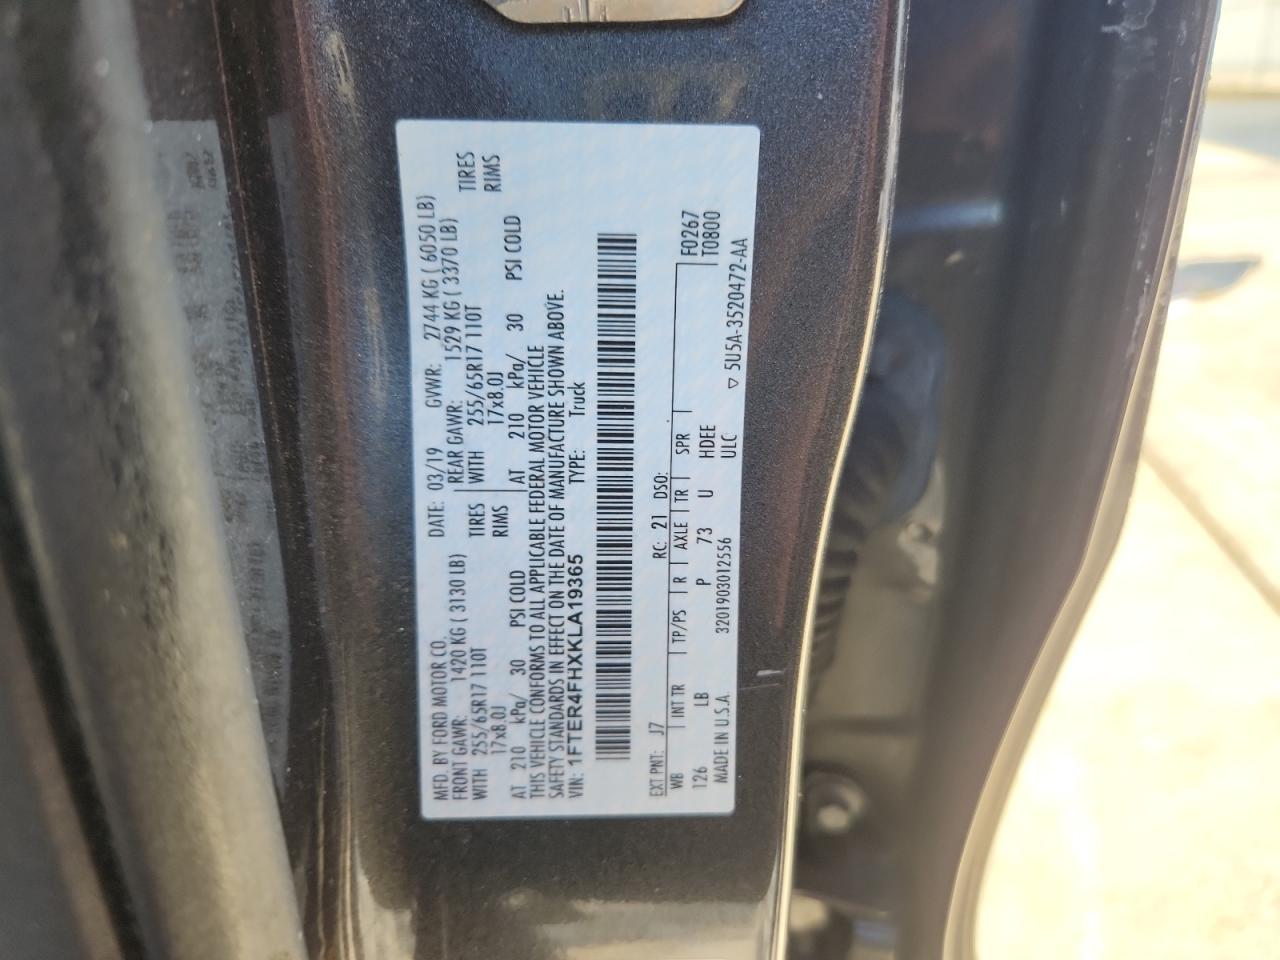 MFD. BY FORD MOTOR CO.
DATE: 03/19 GVWR: 2744 KG ( 6050 LB)
FRONT GAWR: 1420 KG ( 3130 LB) REAR GAWR: 1529 KG ( 3370 LB)
WITH 255/65R17 110T TIRES WITH 255/65R17 110T TIRES
17x8.0J RIMS 17x8.0J RIMS
AT 210 kPa/ 30 PSI COLD AT 210 kPa/ 30 PSI COLD
THIS VEHICLE CONFORMS TO ALL APPLICABLE FEDERAL MOTOR VEHICLE
SAFETY STANDARDS IN EFFECT ON THE DATE OF MANUFACTURE SHOWN ABOVE.
VIN: 1FTER4FHXKLA19365 TYPE: Truck
EXT PNT: J7 RC: 21 DSO: F0267
WB INT TR TP/PS R AXLE TR SPR T0800
126 LB P 73 U HDEE
MADE IN U.S.A. 3201903012556 ULC
▽ 5U5A-3520472-AA